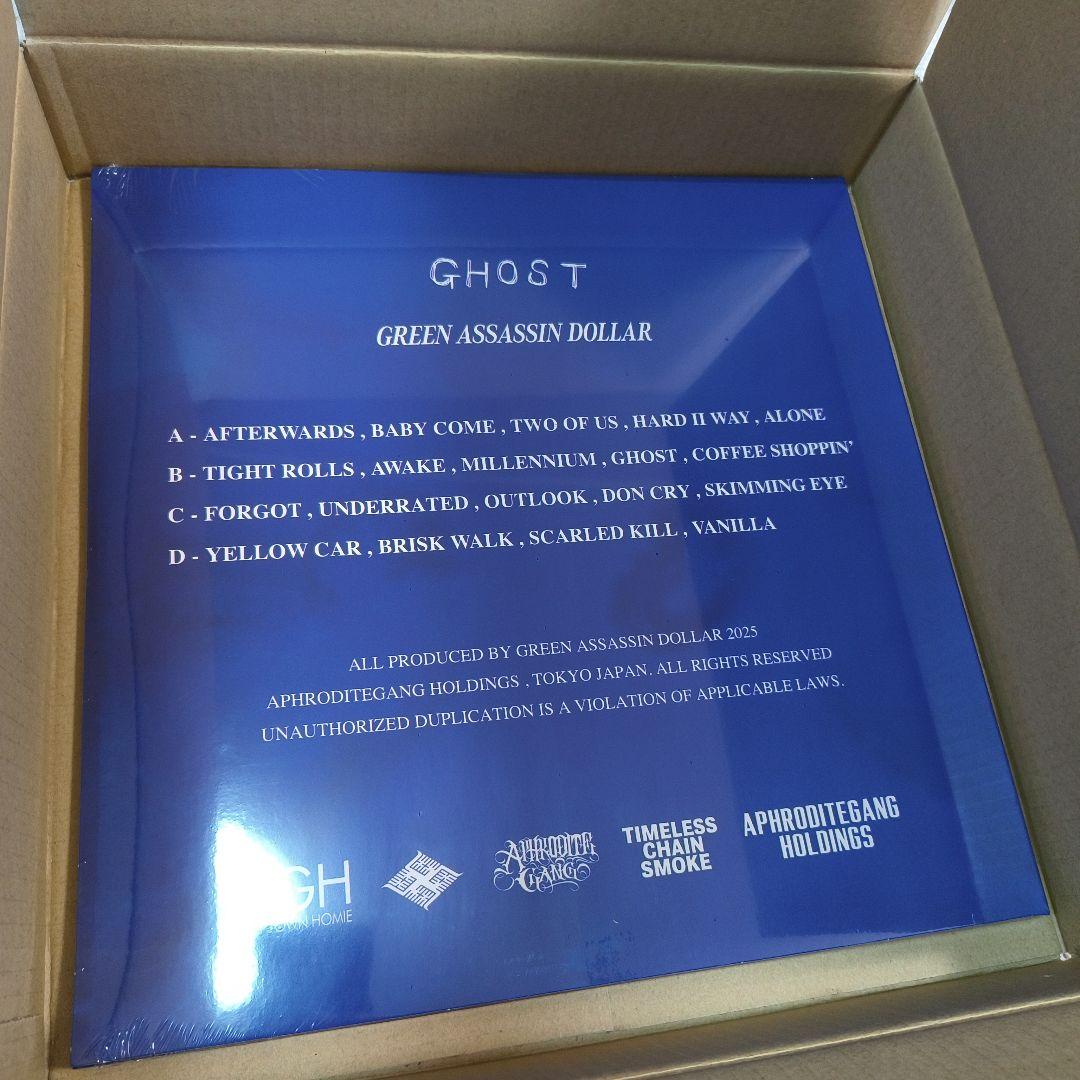 GHOST
GREEN ASSASSIN DOLLAR
A - AFTERWARDS , BABY COME , TWO OF US , HARD II WAY , ALONE
B - TIGHT ROLLS , AWAKE , MILLENNIUM , GHOST , COFFEE SHOPPIN'
C - FORGOT , UNDERRATED , OUTLOOK , DON CRY , SKIMMING EYE
D - YELLOW CAR , BRISK WALK , SCARLED KILL , VANILLA
ALL PRODUCED BY GREEN ASSASSIN DOLLAR 2025
APHRODITEGANG HOLDINGS , TOKYO JAPAN. ALL RIGHTS RESERVED
UNAUTHORIZED DUPLICATION IS A VIOLATION OF APPLICABLE LAWS.
GH
HOMIE
APHRODITE
GANG
TIMELESS
CHAIN
SMOKE
APHRODITEGANG
HOLDINGS